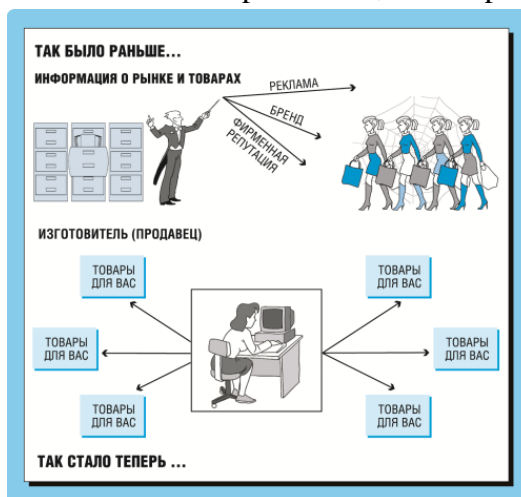 ТАК БЫЛО РАНЬШЕ...
ИНФОРМАЦИЯ О РЫНКЕ И ТОВАРАХ
РЕКЛАМА
БРЕНД
ФИРМЕННАЯ
РЕПУТАЦИЯ
ИЗГОТОВИТЕЛЬ (ПРОДАВЕЦ)
ТОВАРЫ
ДЛЯ ВАС
ТОВАРЫ
ДЛЯ ВАС
ТОВАРЫ
ДЛЯ ВАС
ТОВАРЫ
ДЛЯ ВАС
ТОВАРЫ
ДЛЯ ВАС
ТОВАРЫ
ДЛЯ ВАС
ТАК СТАЛО ТЕПЕРЬ ...